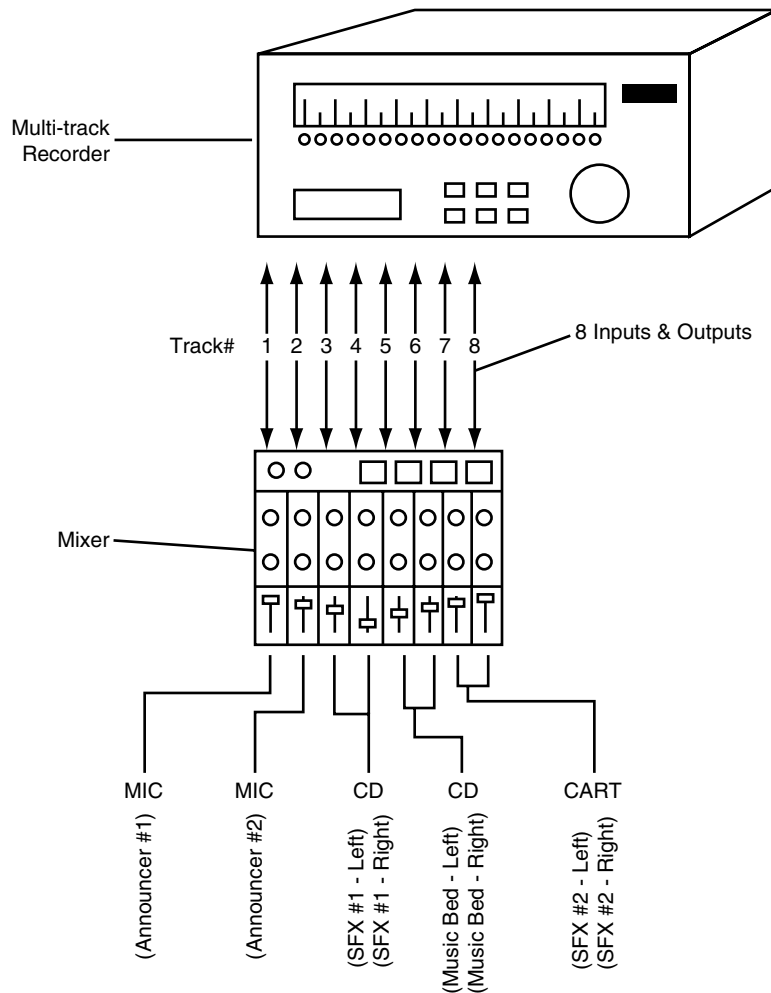 Multi-track
Recorder
Track# 1 2 3 4 5 6 7 8
8 Inputs & Outputs
Mixer
MIC
(Announcer #1)
MIC
(Announcer #2)
CD
(SFX #1 - Left)
(SFX #1 - Right)
CD
(Music Bed - Left)
(Music Bed - Right)
CART
(SFX #2 - Left)
(SFX #2 - Right)